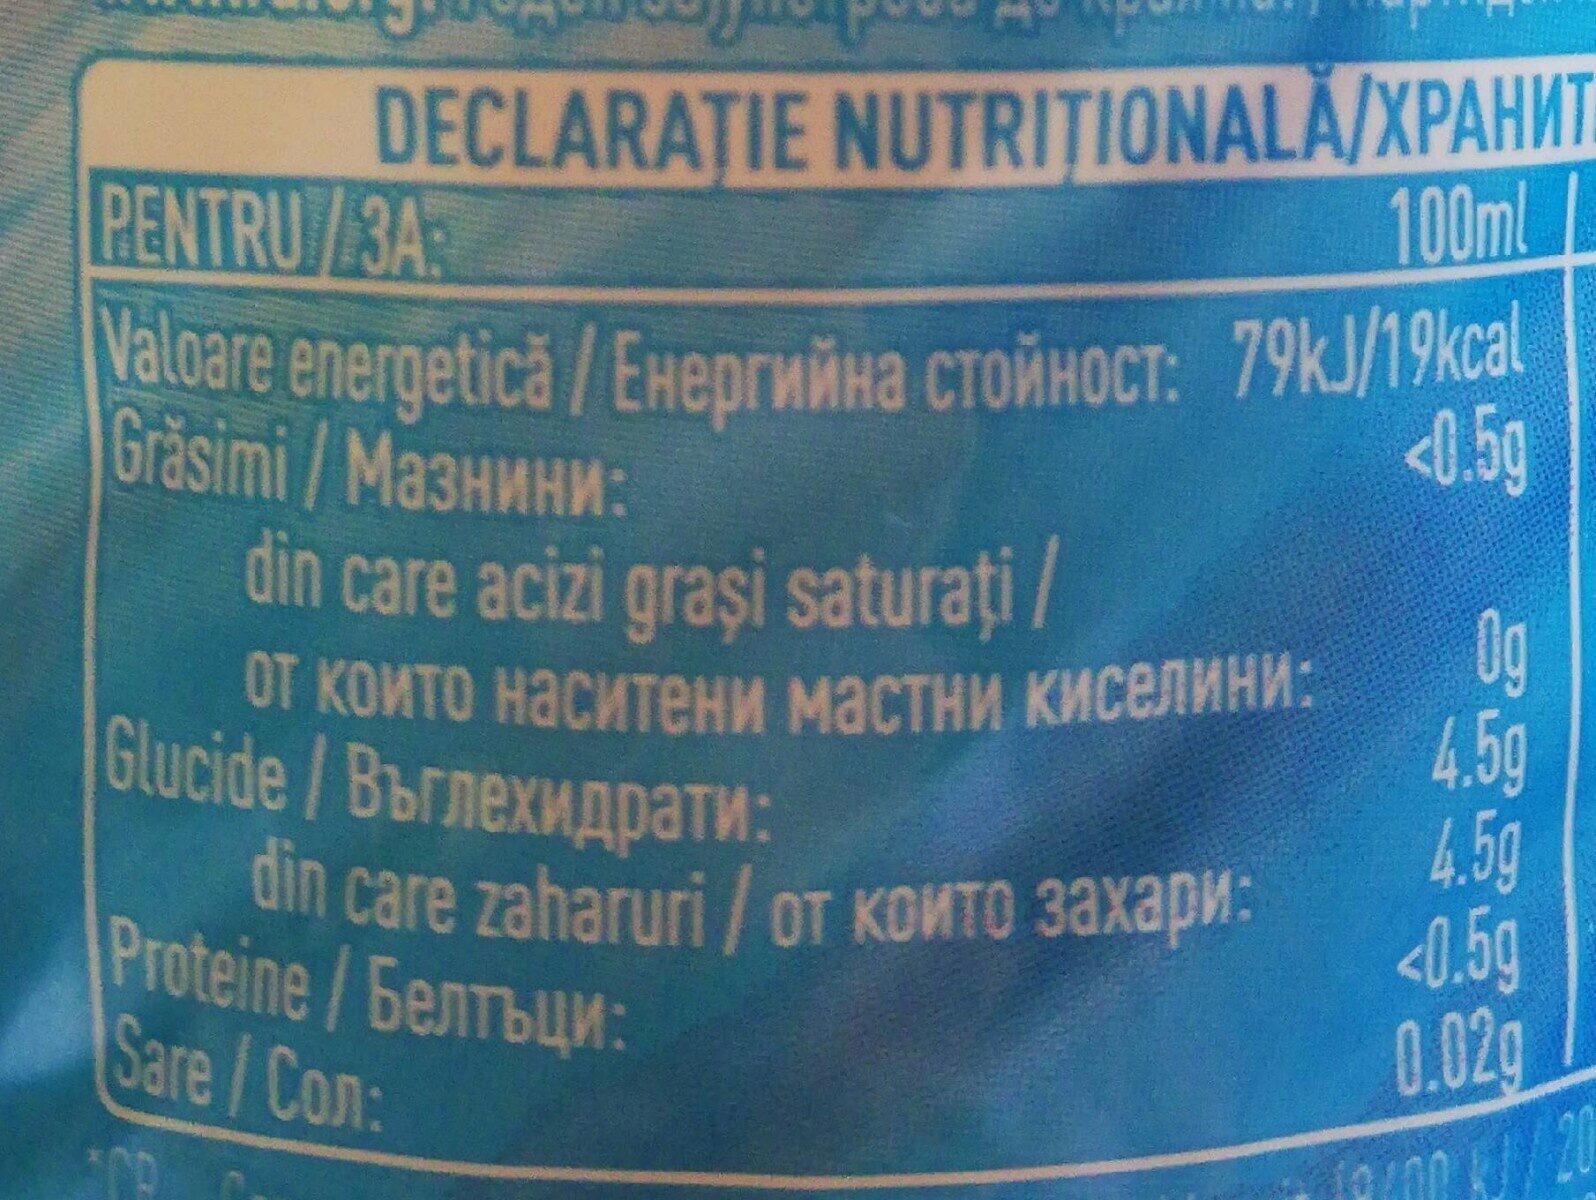 DECLARAȚIE NUTRIȚIONALĂ/ХРАНИТ
PENTRU / ЗА: 100ml
Valoare energetică / Енергийна стойност: 79kJ/19kcal
Grăsimi / Мазнини: <0.5g
din care acizi grași saturați /
от които наситени мастни киселини: 0g
Glucide / Въглехидрати: 4.5g
din care zaharuri / от които захари: 4.5g
Proteine / Белтъци: <0.5g
Sare / Сол: 0.02g